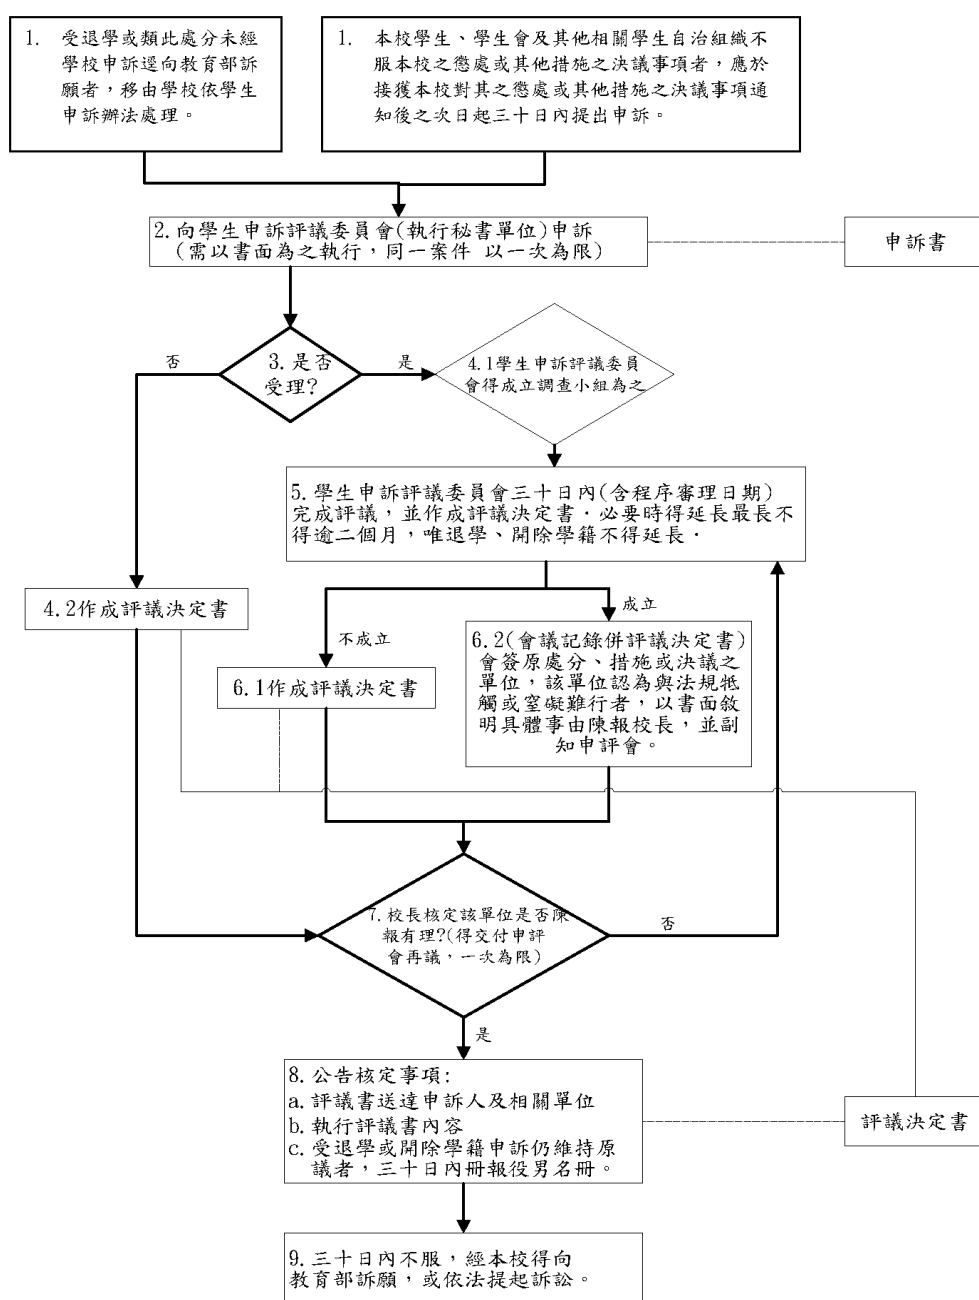 1. 受退學或類此處分未經
學校申訴逕向教育部訴
願者，移由學校依學生
申訴辦法處理。
1. 本校學生、學生會及其他相關學生自治組織不
服本校之懲處或其他措施之決議事項者，應於
接獲本校對其之懲處或其他措施之決議事項通
知後之次日起三十日內提出申訴。
2.向學生申訴評議委員會(執行秘書單位)申訴
(需以書面為之執行，同一案件 以一次為限)
申訴書
3.是否
受理?
否
是
4.1學生申訴評議委員
會得成立調查小組為之
5.學生申訴評議委員會三十日內(含程序審理日期)
完成評議，並作成評議決定書．必要時得延長最長不
得逾二個月，唯退學、開除學籍不得延長．
4.2作成評議決定書
不成立
成立
6.1作成評議決定書
6.2(會議記錄併評議決定書)
會簽原處分、措施或決議之
單位，該單位認為與法規牴
觸或窒礙難行者，以書面敘
明具體事由陳報校長，並副
知申評會。
7.校長核定該單位是否陳
報有理?(得交付申評
會再議，一次為限)
否
是
8.公告核定事項:
a.評議書送達申訴人及相關單位
b.執行評議書內容
c.受退學或開除學籍申訴仍維持原
議者，三十日內冊報役男名冊。
評議決定書
9.三十日內不服，經本校得向
教育部訴願，或依法提起訴訟。